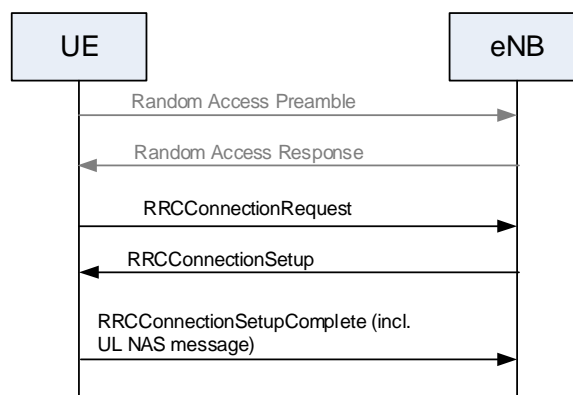 UE
eNB
Random Access Preamble
Random Access Response
RRCConnectionRequest
RRCConnectionSetup
RRCConnectionSetupComplete (incl.
UL NAS message)